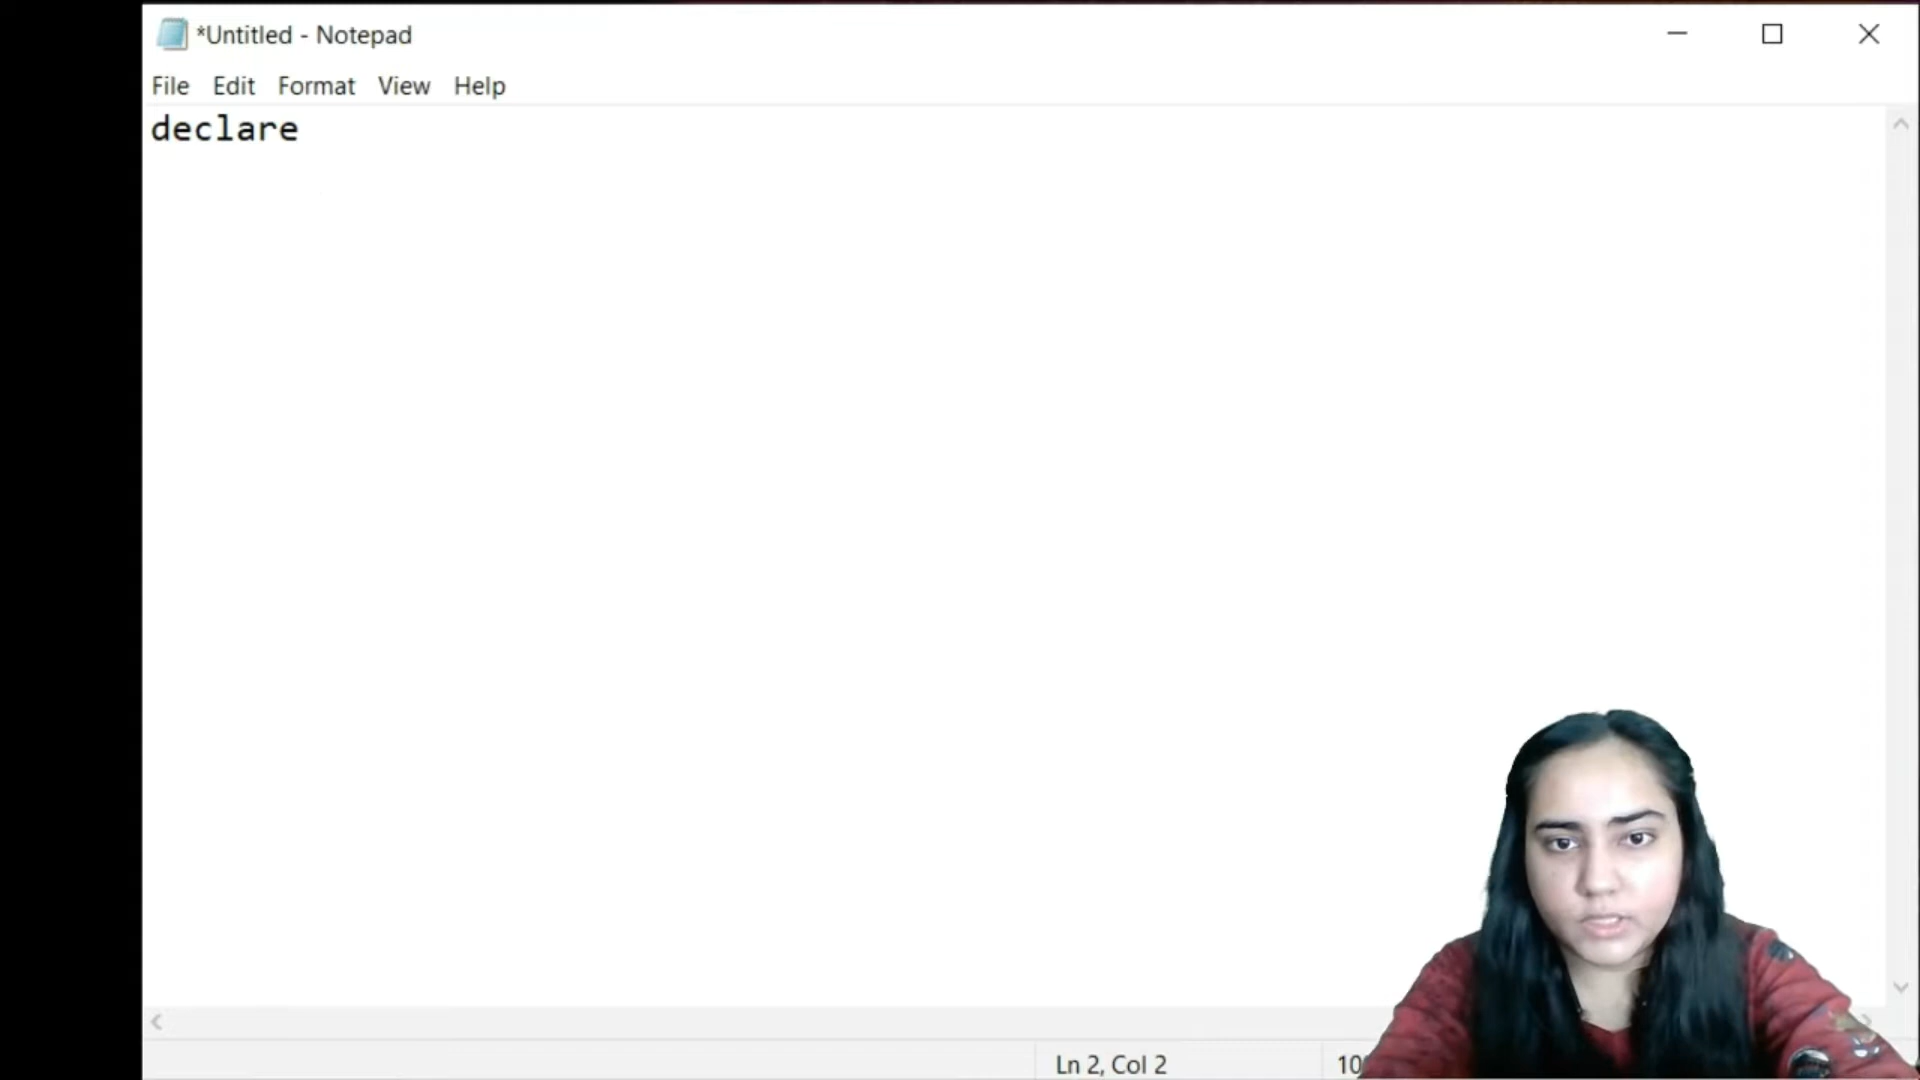 *Untitled - Notepad
File Edit Format View Help
declare
Ln 2, Col 2